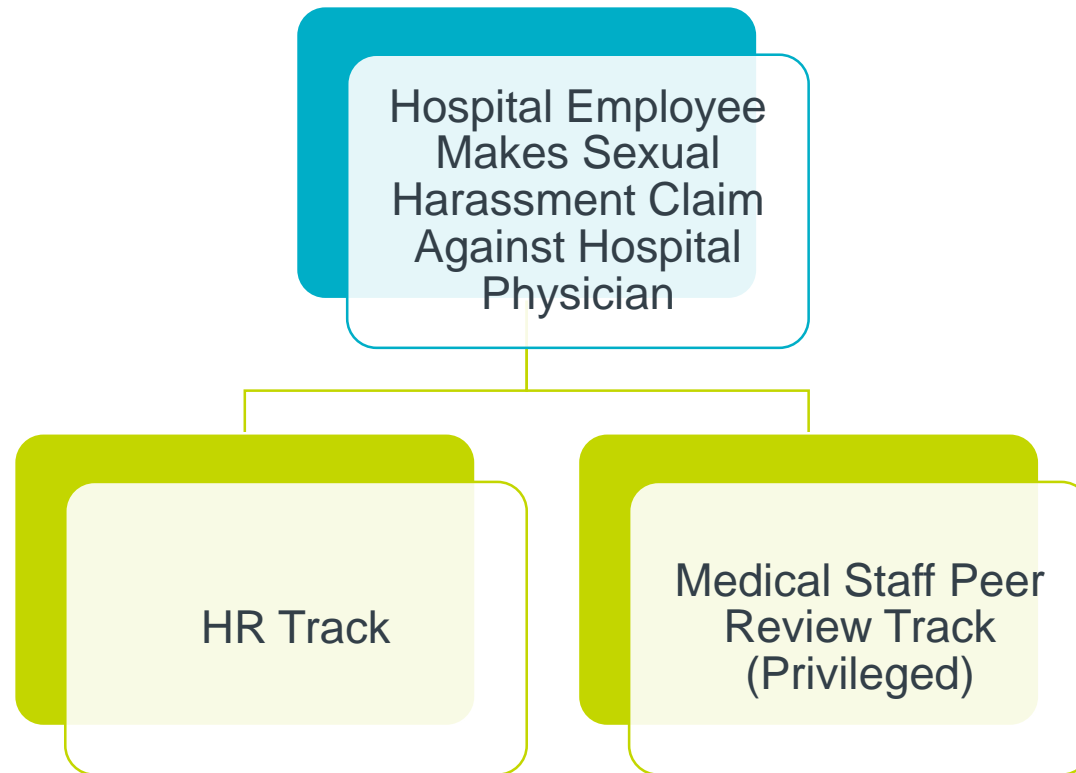 Hospital Employee
Makes Sexual
Harassment Claim
Against Hospital
Physician
HR Track
Medical Staff Peer
Review Track
(Privileged)